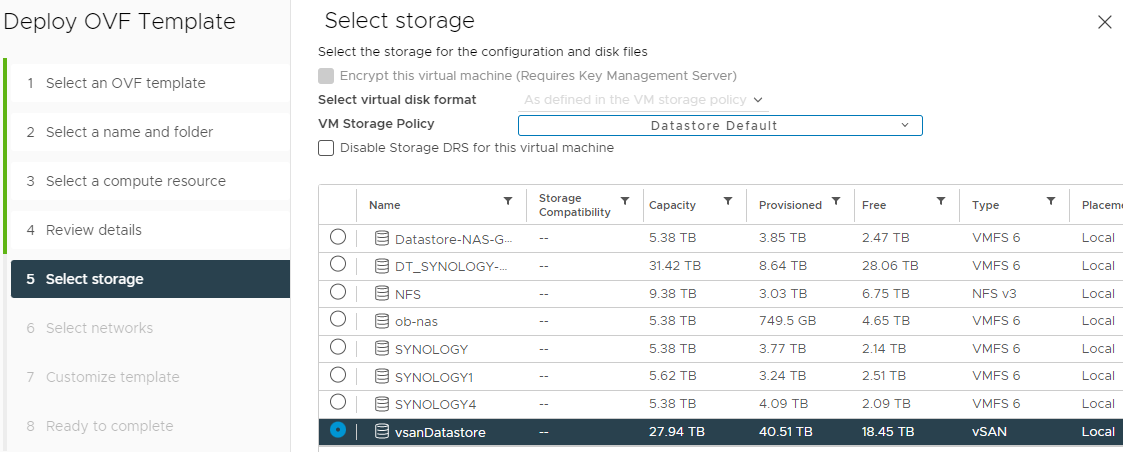 Deploy OVF Template
1 Select an OVF template
2 Select a name and folder
3 Select a compute resource
4 Review details
5 Select storage
6 Select networks
7 Customize template
8 Ready to complete
Select storage
Select the storage for the configuration and disk files
Encrypt this virtual machine (Requires Key Management Server)
Select virtual disk format As defined in the VM storage policy
VM Storage Policy Datastore Default
Disable Storage DRS for this virtual machine
Name Storage Compatibility Capacity Provisioned Free Type Placeme
Datastore-NAS-G... -- 5.38 TB 3.85 TB 2.47 TB VMFS 6 Local
DT_SYNOLOGY-... -- 31.42 TB 8.64 TB 28.06 TB VMFS 6 Local
NFS -- 9.38 TB 3.03 TB 6.75 TB NFS v3 Local
ob-nas -- 5.38 TB 749.5 GB 4.65 TB VMFS 6 Local
SYNOLOGY -- 5.38 TB 3.77 TB 2.14 TB VMFS 6 Local
SYNOLOGY1 -- 5.62 TB 3.24 TB 2.51 TB VMFS 6 Local
SYNOLOGY4 -- 5.38 TB 4.09 TB 2.09 TB VMFS 6 Local
vsanDatastore -- 27.94 TB 40.51 TB 18.45 TB vSAN Local